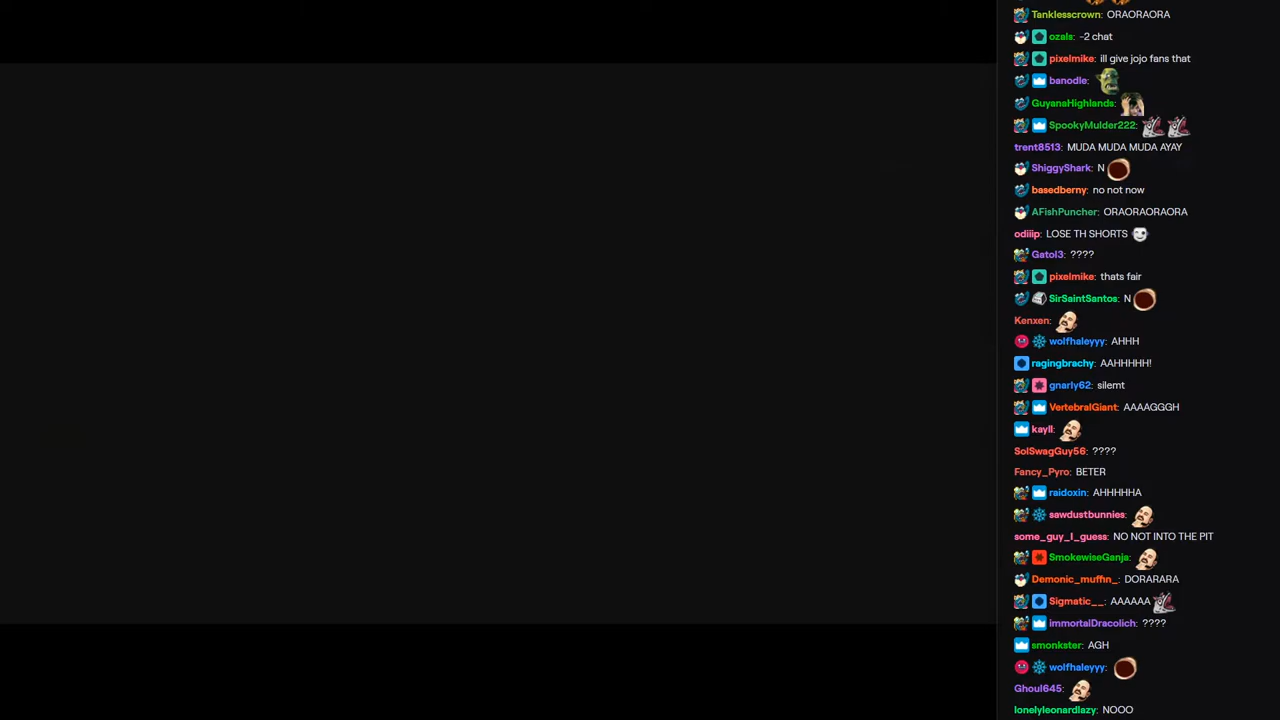 Tanklesscrown: ORAORAORA
ozals: -2 chat
pixelmike: ill give jojo fans that
banodle:
GuyanaHighlands:
SpookyMulder222:
trent8513: MUDA MUDA MUDA AYAY
ShiggyShark: N
basedberny: no not now
AFishPuncher: ORAORAORAORA
odiiip: LOSE TH SHORTS
Gatol3: ????
pixelmike: thats fair
SirSaintSantos: N
Kenxen:
wolfhaleyyy: AHHH
ragingbrachy: AAHHHHH!
gnarly62: silemt
VertebralGiant: AAAAGGGH
kayll:
SolSwagGuy56: ????
Fancy_Pyro: BETER
raidoxin: AHHHHHA
sawdustbunnies:
some_guy_I_guess: NO NOT INTO THE PIT
SmokewiseGanja:
Demonic_muffin_: DORARARA
Sigmatic__: AAAAAA
immortalDracolich: ????
smonkster: AGH
wolfhaleyyy:
Ghoul645:
lonelyleonardlazy: NOOO